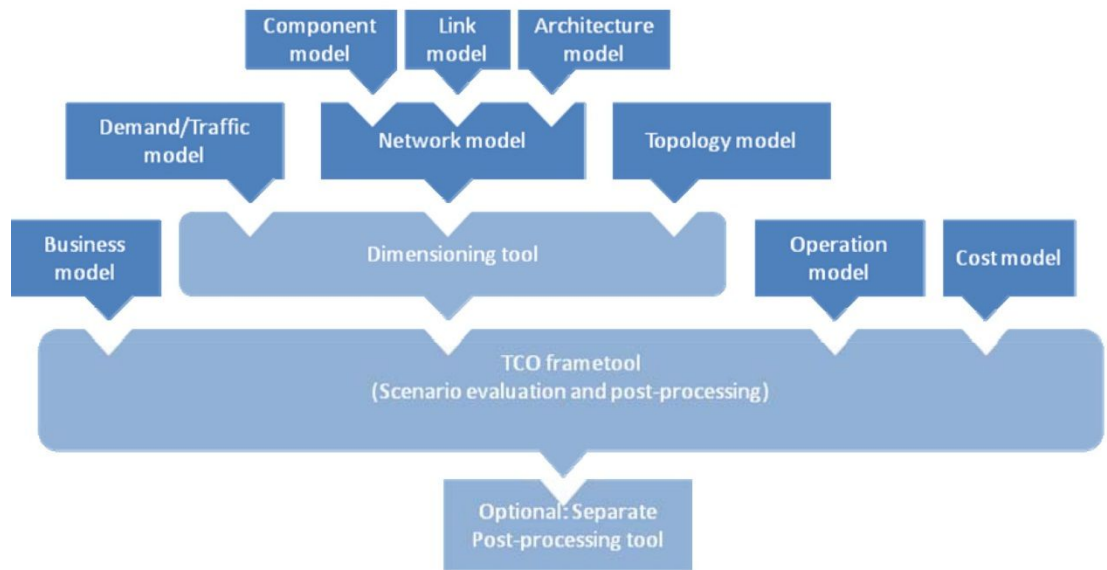 Component
model
Link
model
Architecture
model
Demand/Traffic
model
Network model
Topology model
Business
model
Dimensioning tool
Operation
model
Cost model
TCO frametool
(Scenario evaluation and post-processing)
Optional: Separate
Post-processing tool